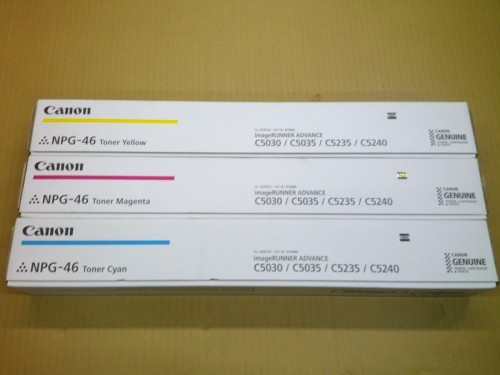 Canon
NPG-46 Toner Yellow
imageRUNNER ADVANCE
C5030 / C5035 / C5235 / C5240
CANON
GENUINE
Canon
NPG-46 Toner Magenta
imageRUNNER ADVANCE
C5030 / C5035 / C5235 / C5240
CANON
GENUINE
Canon
NPG-46 Toner Cyan
imageRUNNER ADVANCE
C5030 / C5035 / C5235 / C5240
CANON
GENUINE